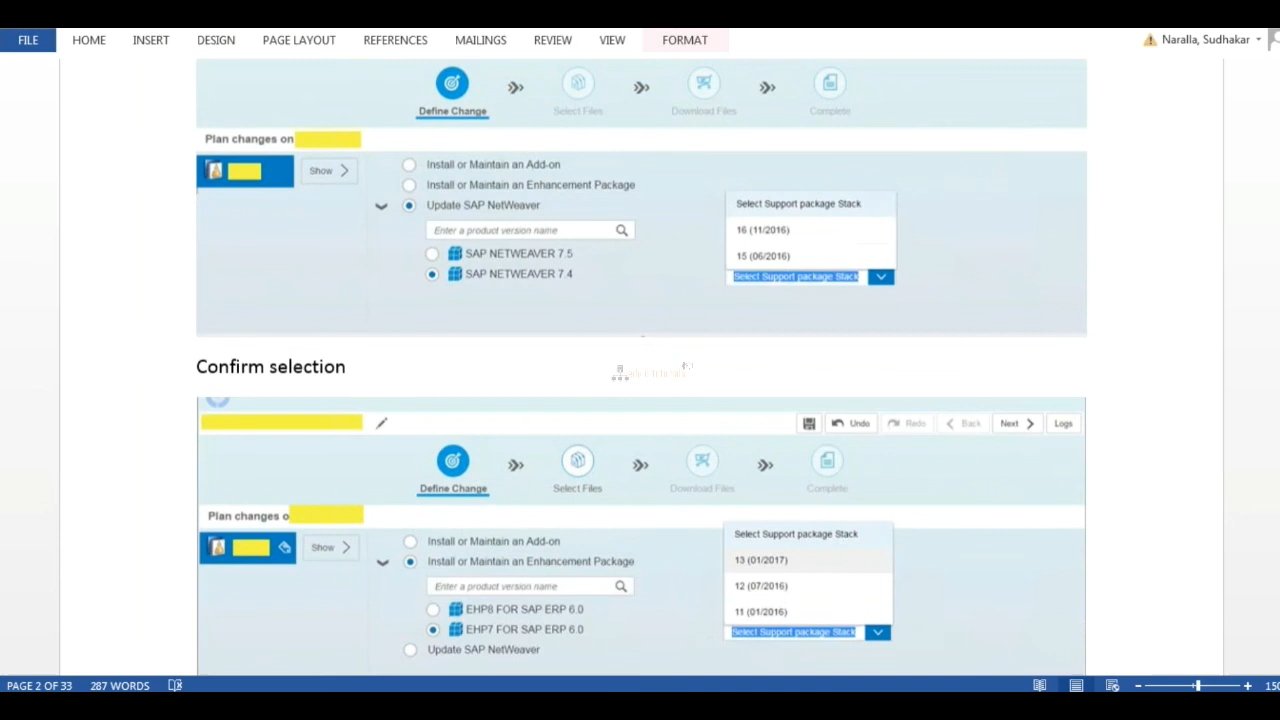 FILE HOME INSERT DESIGN PAGE LAYOUT REFERENCES MAILINGS REVIEW VIEW FORMAT Naralla, Sudhakar
Define Change Select Files Download Files Complete
Plan changes on
Show
Install or Maintain an Add-on
Install or Maintain an Enhancement Package
Update SAP NetWeaver
Enter a product version name
SAP NETWEAVER 7.5
SAP NETWEAVER 7.4
Select Support package Stack
16 (11/2016)
15 (06/2016)
Select Support package Stack
Confirm selection
Undo Redo Back Next Logs
Define Change Select Files Download Files Complete
Plan changes o
Show
Install or Maintain an Add-on
Install or Maintain an Enhancement Package
Enter a product version name
EHP8 FOR SAP ERP 6.0
EHP7 FOR SAP ERP 6.0
Update SAP NetWeaver
Select Support package Stack
13 (01/2017)
12 (07/2016)
11 (01/2016)
Select Support package Stack
PAGE 2 OF 33 287 WORDS 150